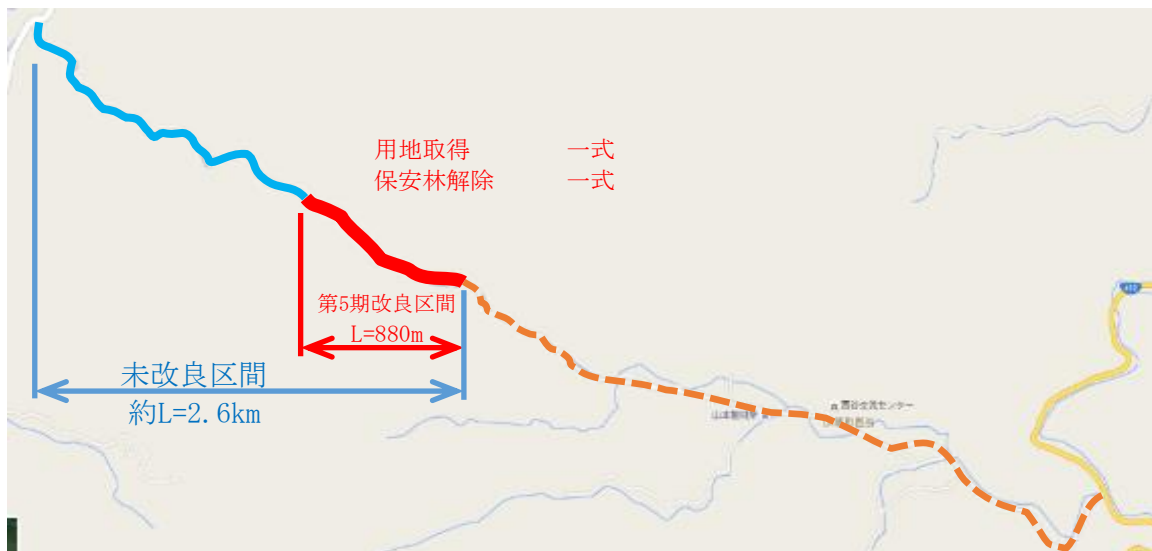 用地取得 一式
保安林解除 一式
第5期改良区間
L=880m
未改良区間
約L=2.6km